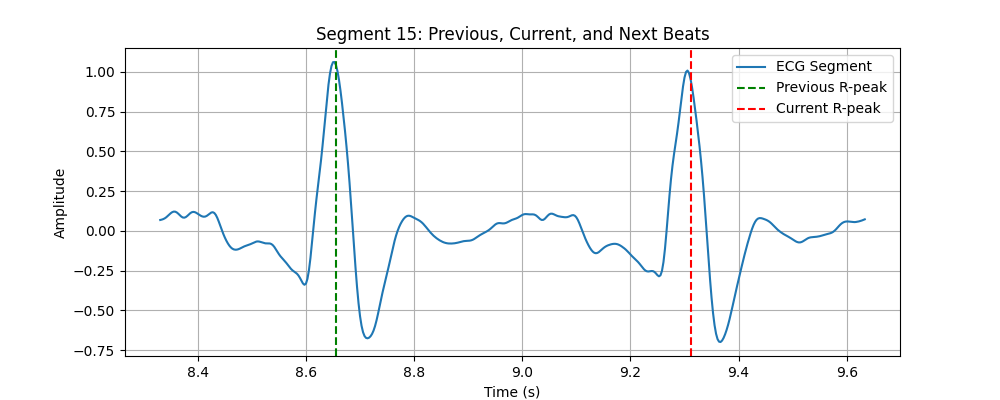 Segment 15: Previous, Current, and Next Beats
ECG Segment
Previous R-peak
Current R-peak
Amplitude
1.00
0.75
0.50
0.25
0.00
−0.25
−0.50
−0.75
8.4 8.6 8.8 9.0 9.2 9.4 9.6
Time (s)